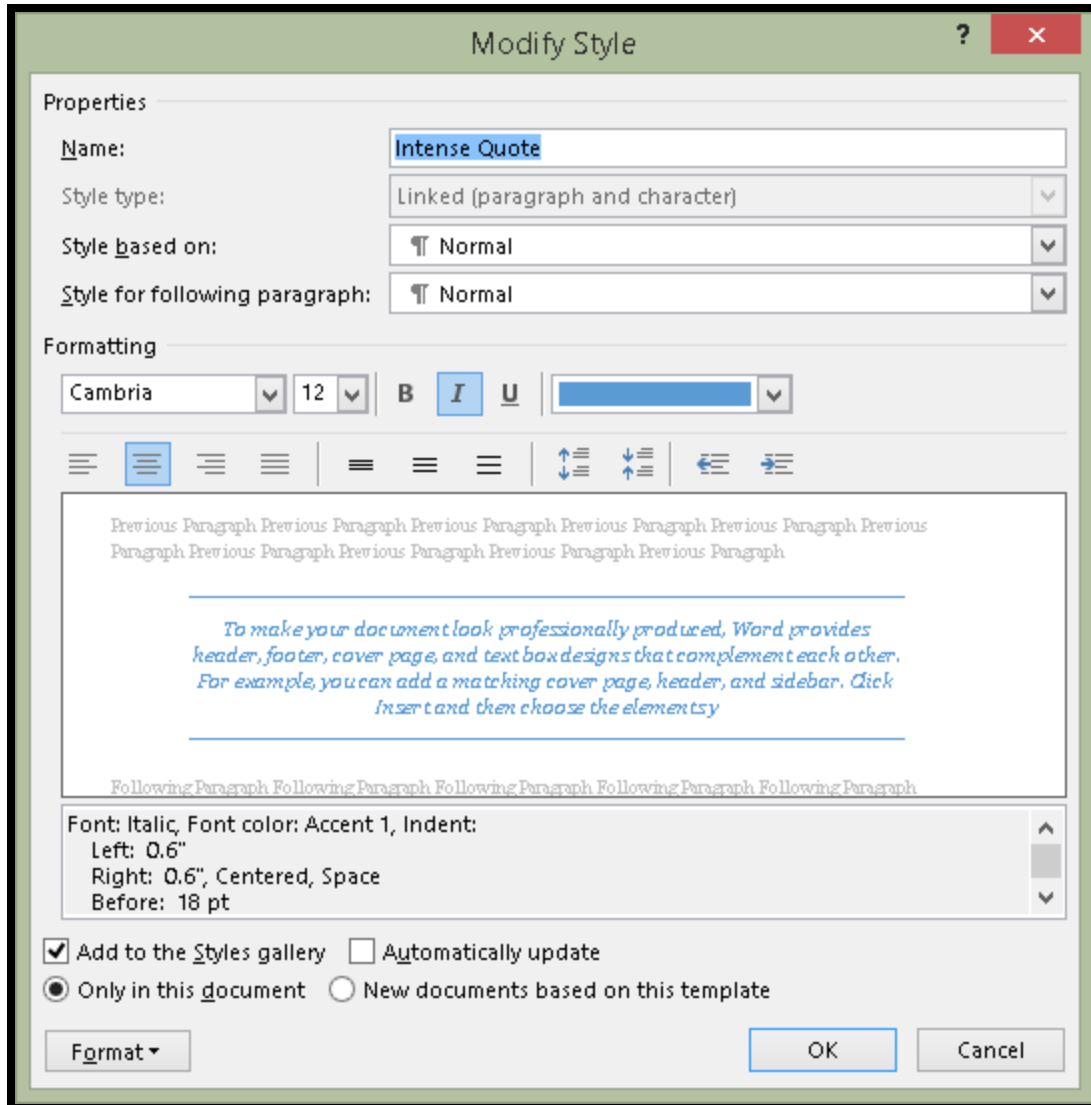 Modify Style
?
Properties
Name: Intense Quote
Style type: Linked (paragraph and character)
Style based on: ¶ Normal
Style for following paragraph: ¶ Normal
Formatting
Cambria 12 B I U
Previous Paragraph Previous Paragraph Previous Paragraph Previous Paragraph Previous Paragraph Previous
Paragraph Previous Paragraph Previous Paragraph Previous Paragraph Previous Paragraph
To make your document look professionally produced, Word provides
header, footer, cover page, and text box designs that complement each other.
For example, you can add a matching cover page, header, and sidebar. Click
Insert and then choose the elementsy
Following Paragraph Following Paragraph Following Paragraph Following Paragraph Following Paragraph
Font: Italic, Font color: Accent 1, Indent:
Left: 0.6"
Right: 0.6", Centered, Space
Before: 18 pt
Add to the Styles gallery Automatically update
Only in this document New documents based on this template
Format OK Cancel